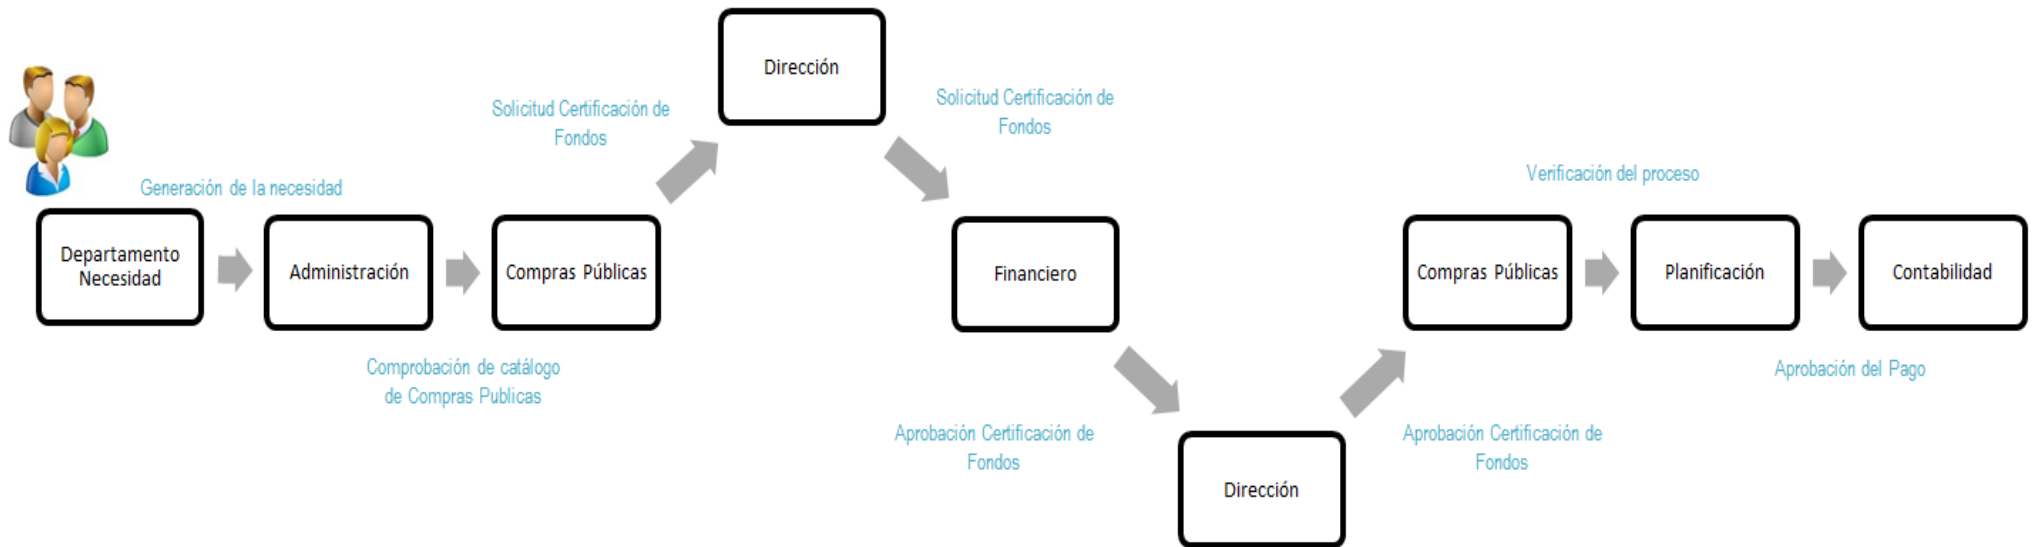 Dirección
Solicitud Certificación de
Fondos
Solicitud Certificación de
Fondos
Generación de la necesidad
Verificación del proceso
Departamento
Necesidad
Administración
Compras Públicas
Financiero
Compras Públicas
Planificación
Contabilidad
Comprobación de catálogo
de Compras Publicas
Aprobación del Pago
Aprobación Certificación de
Fondos
Aprobación Certificación de
Fondos
Dirección